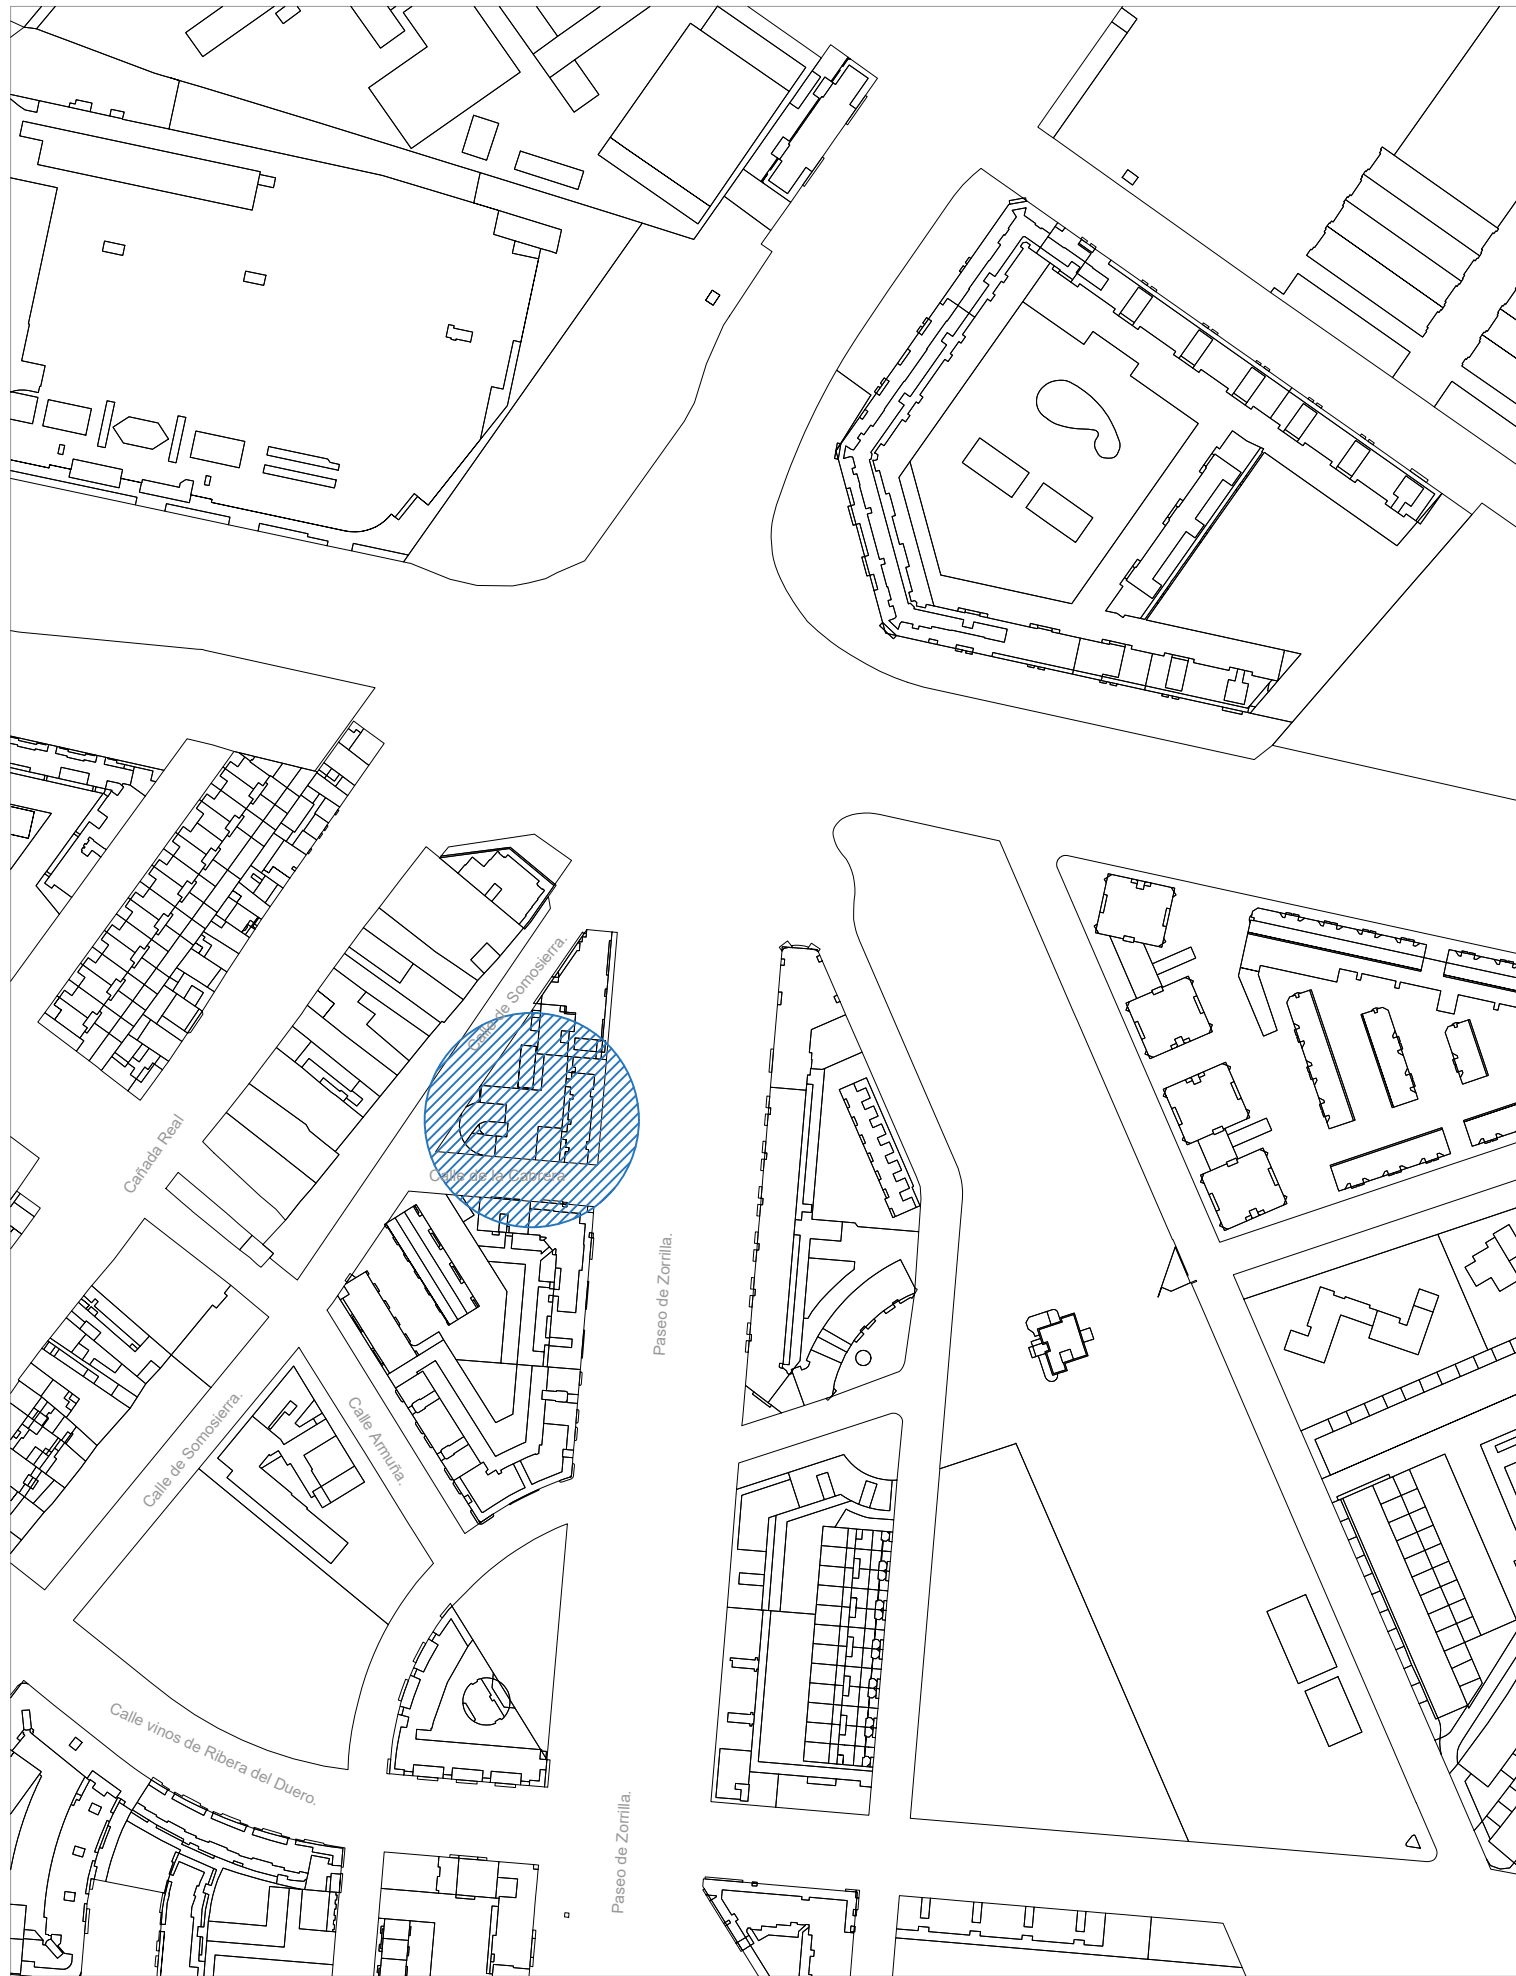 Calle de Somosierra.
Cañada Real
Calle de la Cabrera
Paseo de Zorrilla.
Calle de Somosierra.
Calle Armuña.
Calle vinos de Ribera del Duero.
Paseo de Zorrilla.